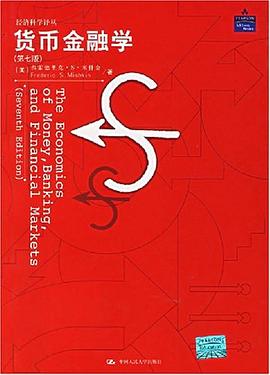 经济科学译丛
PEARSON
货币金融学
(第七版)
[美] 弗雷德里克·S·米什金
Frederic S. Mishkin
著
The Economics
of Money, Banking,
and Financial Markets
(Seventh Edition)
中国人民大学出版社